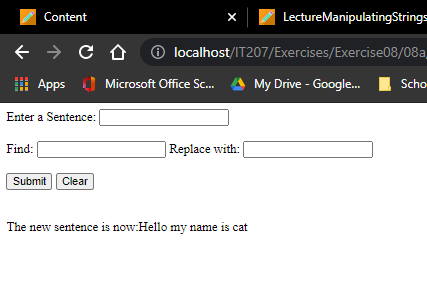 Content × LectureManipulatingStrings
localhost/IT207/Exercises/Exercise08/08a
Apps Microsoft Office Sc... My Drive - Google... Scho
Enter a Sentence:
Find: Replace with:
Submit Clear
The new sentence is now:Hello my name is cat